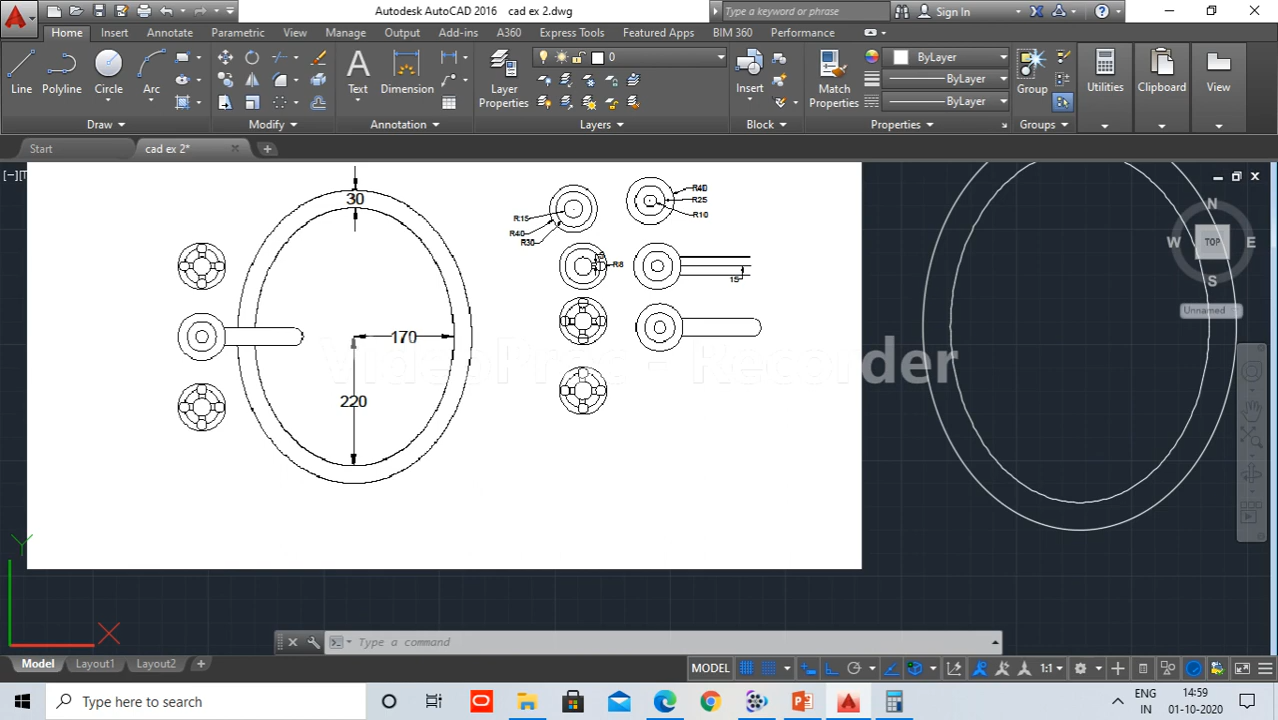 Autodesk AutoCAD 2016 cad ex 2.dwg
Type a keyword or phrase
Sign In
Home Insert Annotate Parametric View Manage Output Add-ins A360 Express Tools Featured Apps BIM 360 Performance
0
ByLayer
Line Polyline Circle Arc Text Dimension Layer Properties Insert Match Properties ByLayer Group Utilities Clipboard View
ByLayer
Draw Modify Annotation Layers Block Properties Groups
Start cad ex 2*
[−][T
30
R15
R40
R30
R40
R25
R10
R8
15
170
220
N
W TOP E
S
Unnamed
VideoProc - Recorder
Y
X
Type a command
Model Layout1 Layout2 +
MODEL
1:1
Type here to search
ENG
IN
14:59
01-10-2020